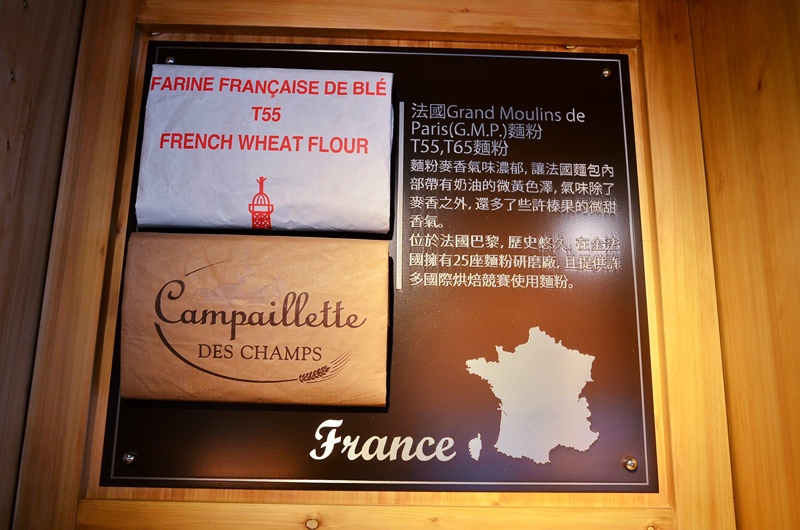 FARINE FRANÇAISE DE BLÉ
T55
FRENCH WHEAT FLOUR
Campaillette
DES CHAMPS
法國Grand Moulins de
Paris(G.M.P.)麵粉
T55,T65麵粉
麵粉麥香氣味濃郁, 讓法國麵包內
部帶有奶油的微黃色澤, 氣味除了
麥香之外, 還多了些許榛果的微甜
香氣。
位於法國巴黎, 歷史悠久, 在全法
國擁有25座麵粉研磨廠, 且提供許
多國際烘焙競賽使用麵粉。
France